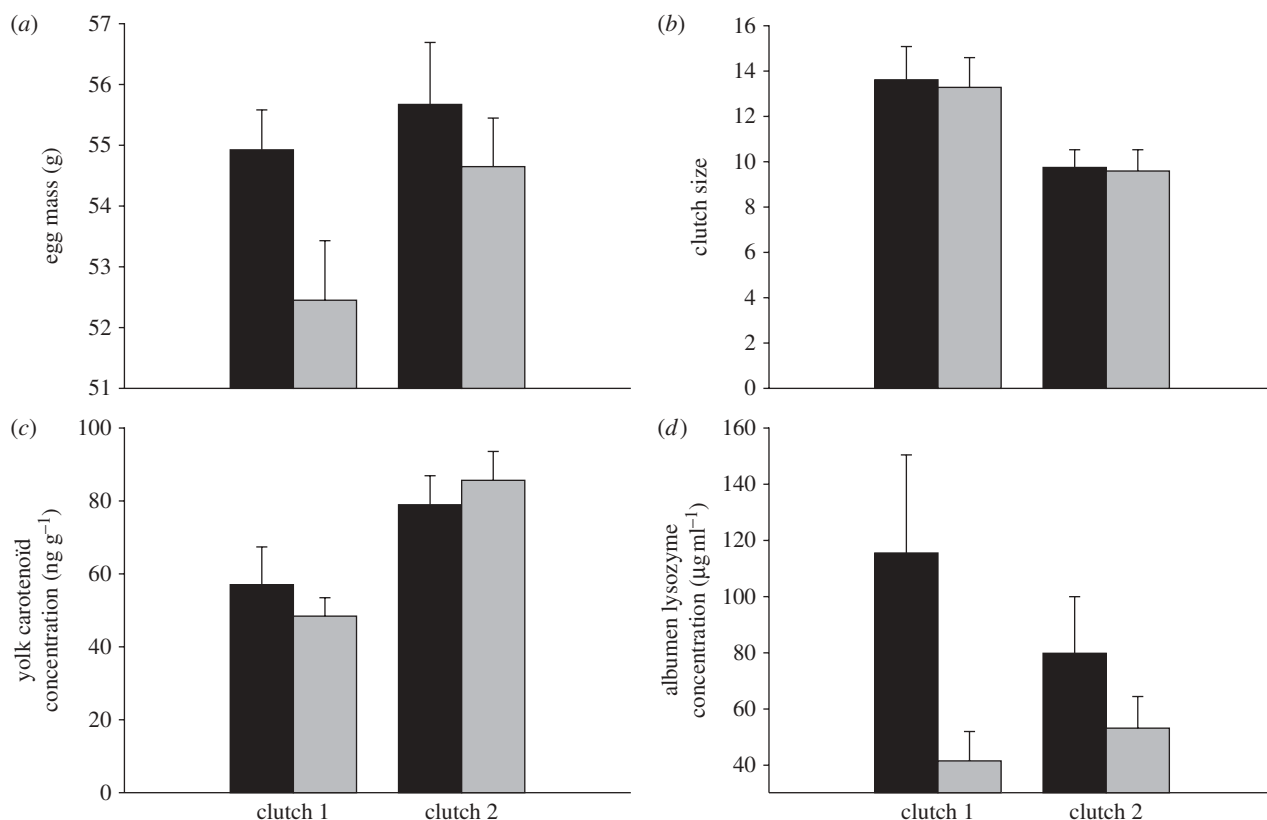 (a)
57
56
55
54
53
52
51
egg mass (g)
(b)
16
14
12
10
8
6
4
2
0
clutch size
(c)
100
80
60
40
20
0
yolk carotenoïd
concentration (ng g⁻¹)
clutch 1 clutch 2
(d)
160
140
120
100
80
60
40
albumen lysozyme
concentration (μg ml⁻¹)
clutch 1 clutch 2